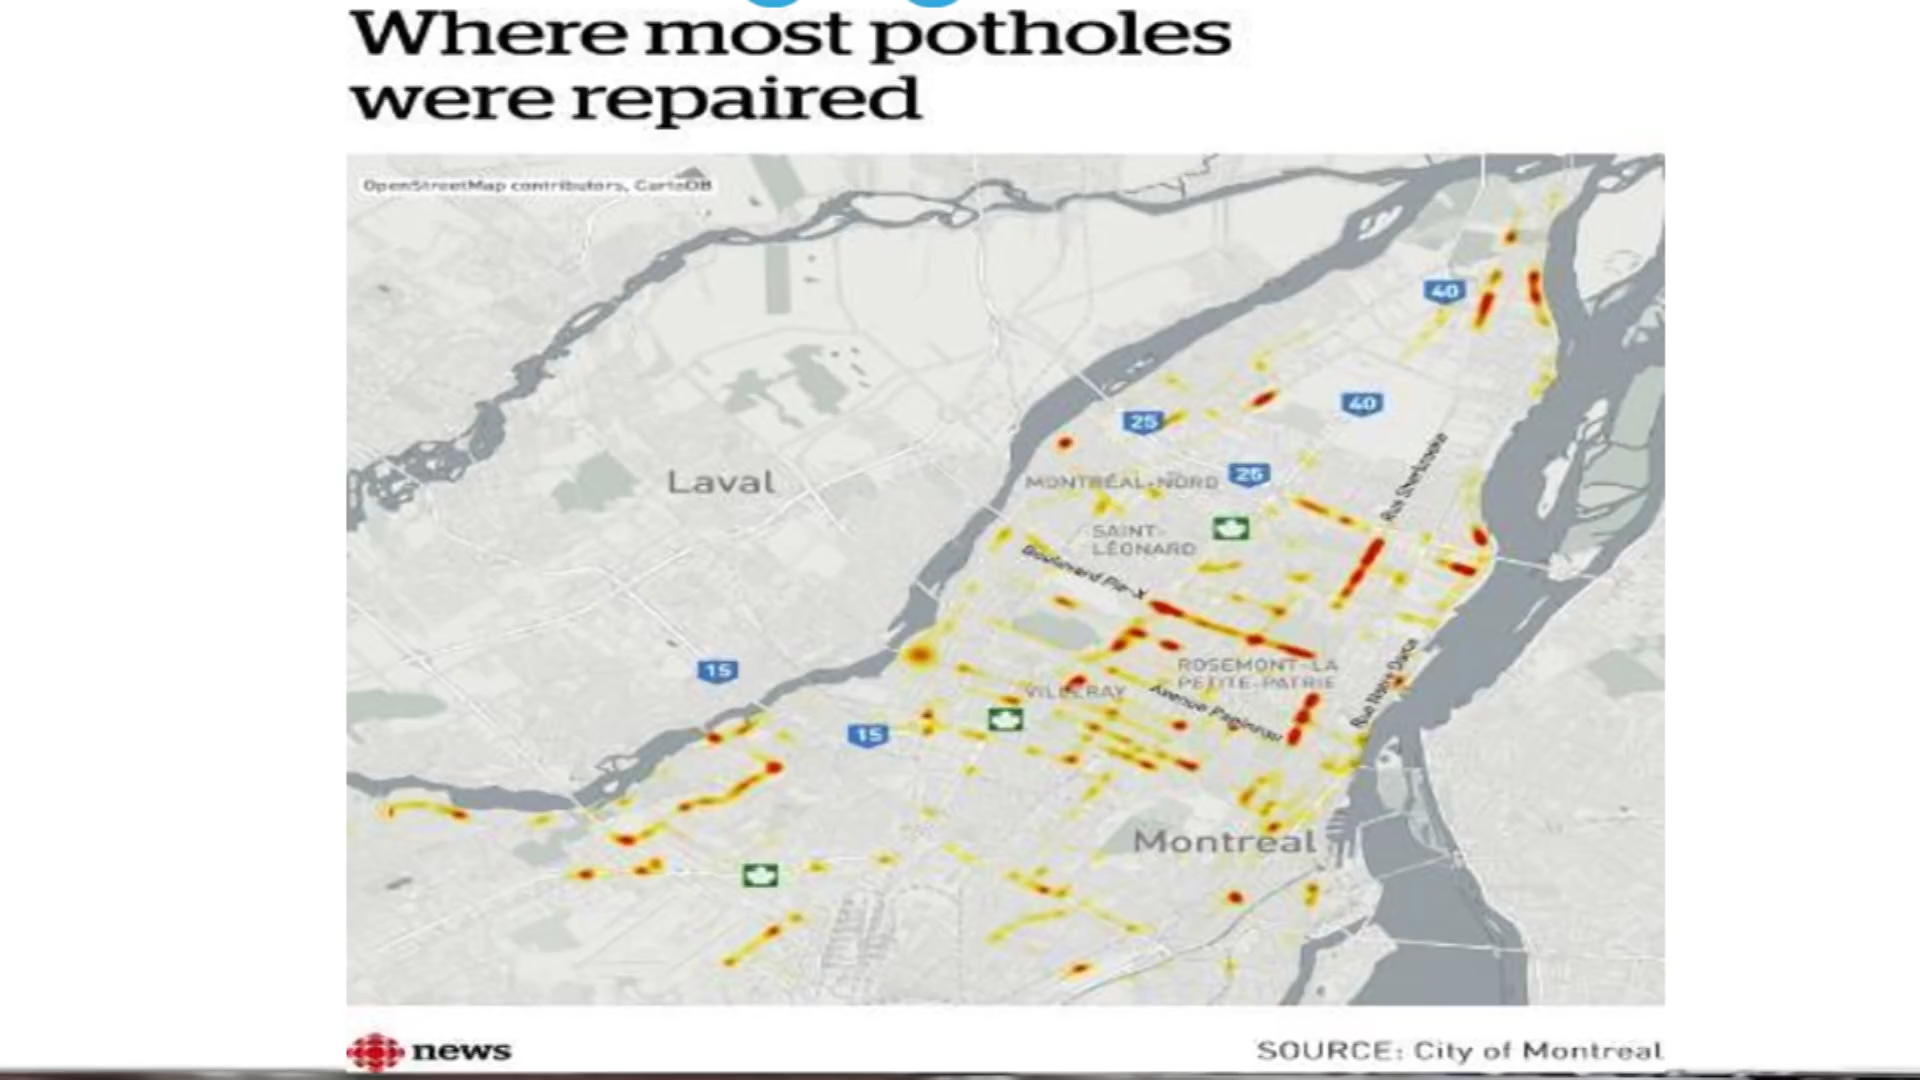 Where most potholes
were repaired
OpenStreetMap contributors, CartoDB
40
40
25
Rue Sherbrooke
Laval
MONTRÉAL-NORD
25
SAINT-
LÉONARD
Boulevard Pie-X
15
ROSEMONT-LA
PETITE-PATRIE
VILLERAY
Avenue Papineau
Rue Notre Dame
15
Montreal
news
SOURCE: City of Montreal